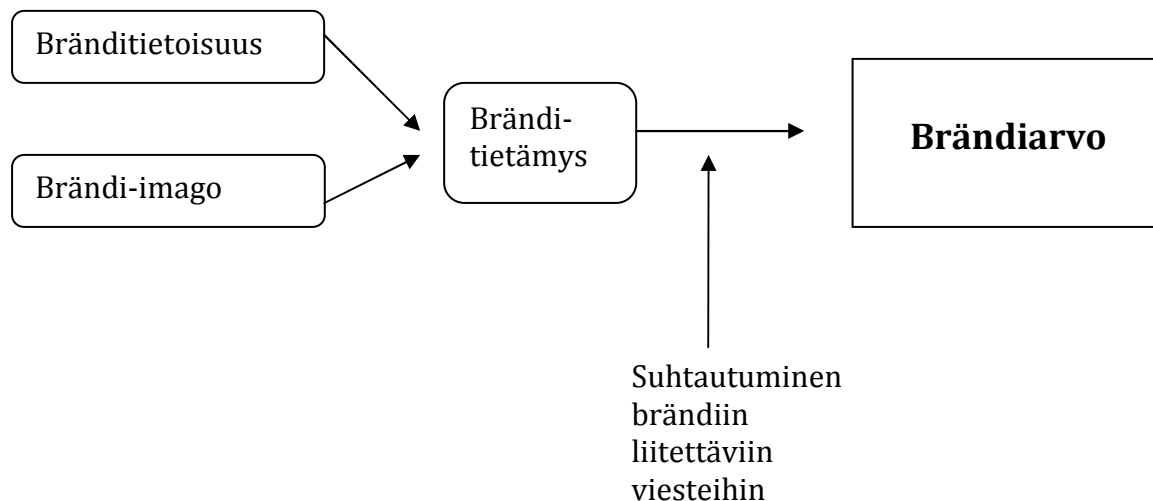 Bränditietoisuus
Brändi-imago
Brändi-
tietämys
Brändiarvo
Suhtautuminen
brändiin
liitettäviin
viesteihin